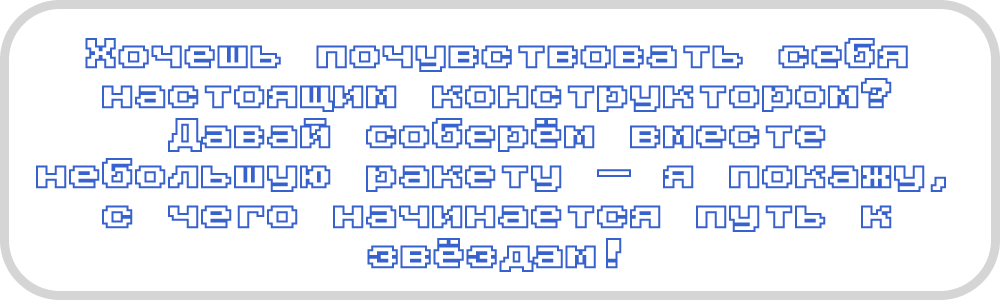 Хочешь почувствовать себя
настоящим конструктором?
Давай соберём вместе
небольшую ракету — я покажу,
с чего начинается путь к
звёздам!